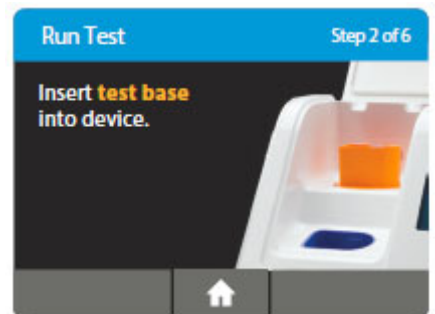 Run Test
Step 2 of 6
Insert test base
into device.